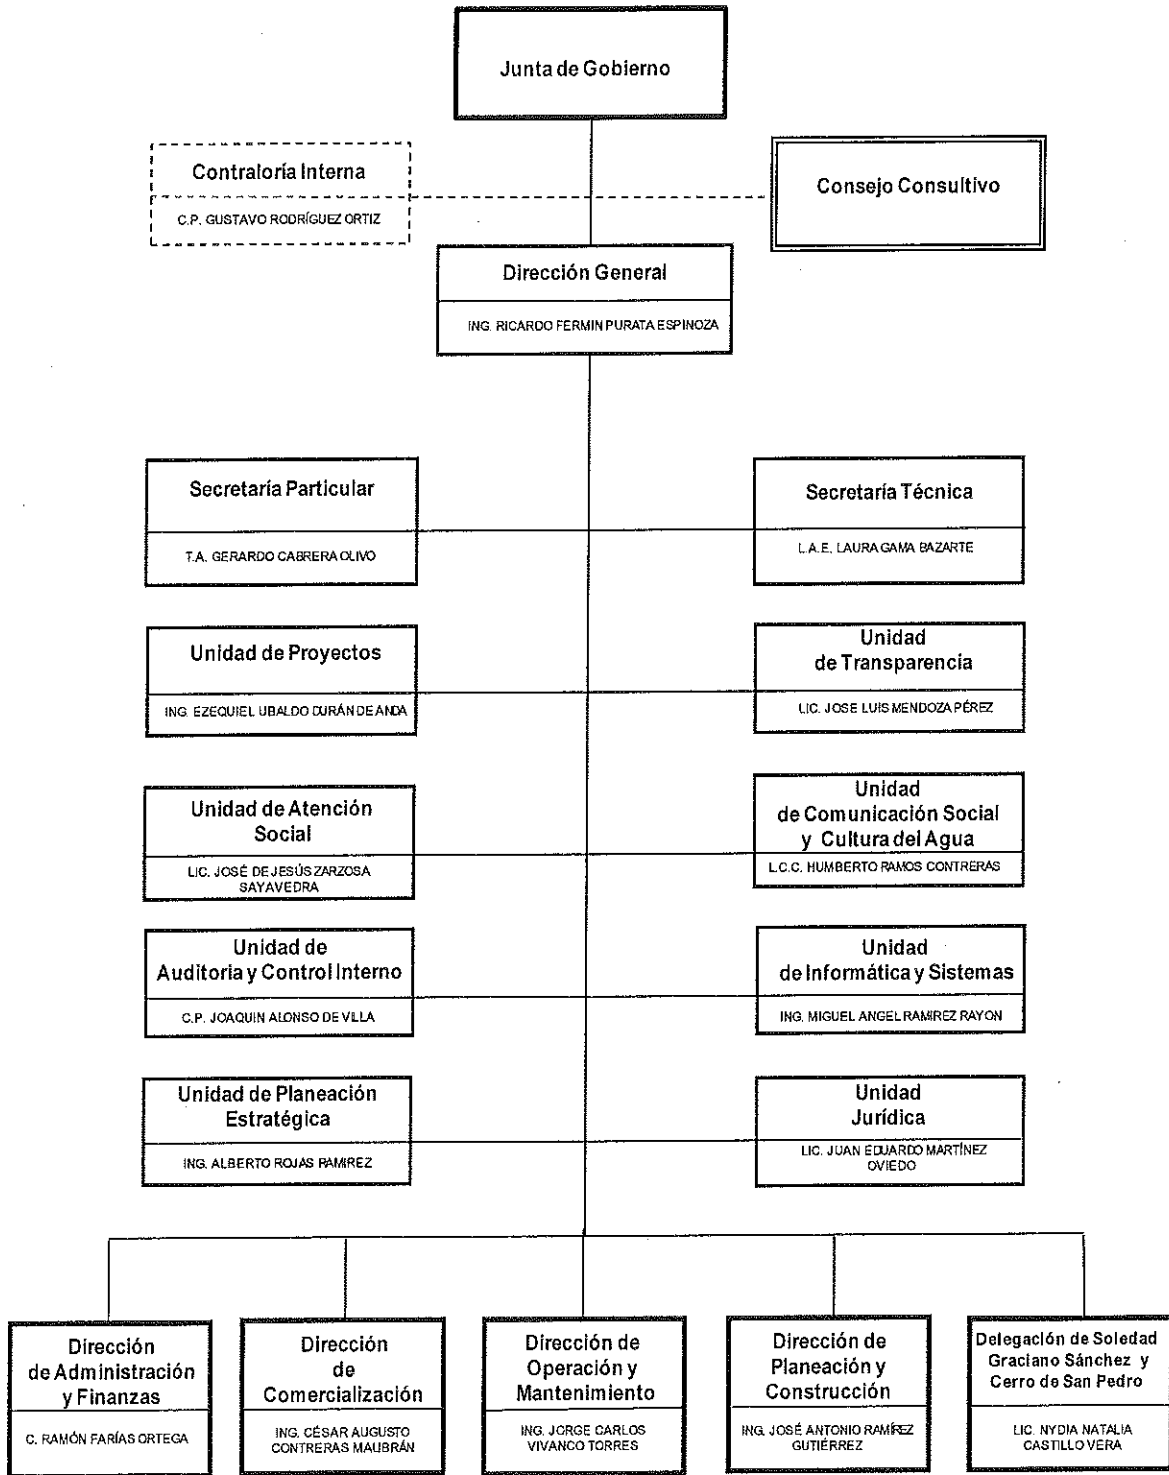 Junta de Gobierno
Contraloría Interna
C.P. GUSTAVO RODRÍGUEZ ORTIZ
Consejo Consultivo
Dirección General
ING. RICARDO FERMIN PURATA ESPINOZA
Secretaría Particular
T.A. GERARDO CABRERA OLIVO
Secretaría Técnica
L.A.E. LAURA GAMA BAZARTE
Unidad de Proyectos
ING. EZEQUIEL UBALDO DURÁN DE ANDA
Unidad
de Transparencia
LIC. JOSE LUIS MENDOZA PÉREZ
Unidad de Atención
Social
LIC. JOSÉ DE JESÚS ZARZOSA
SAYAVEDRA
Unidad
de Comunicación Social
y Cultura del Agua
L.C.C. HUMBERTO RAMOS CONTRERAS
Unidad de
Auditoria y Control Interno
C.P. JOAQUIN ALONSO DE VILLA
Unidad
de Informática y Sistemas
ING. MIGUEL ANGEL RAMIREZ RAYON
Unidad de Planeación
Estratégica
ING. ALBERTO ROJAS RAMIREZ
Unidad
Jurídica
LIC. JUAN EDUARDO MARTÍNEZ
OVIEDO
Dirección
de Administración
y Finanzas
C. RAMÓN FARÍAS ORTEGA
Dirección
de
Comercialización
ING. CÉSAR AUGUSTO
CONTRERAS MAUBRÁN
Dirección de
Operación y
Mantenimiento
ING. JORGE CARLOS
VIVANCO TORRES
Dirección de
Planeación y
Construcción
ING. JOSÉ ANTONIO RAMÍREZ
GUTIÉRREZ
Delegación de Soledad
Graciano Sánchez y
Cerro de San Pedro
LIC. NYDIA NATALIA
CASTILLO VERA